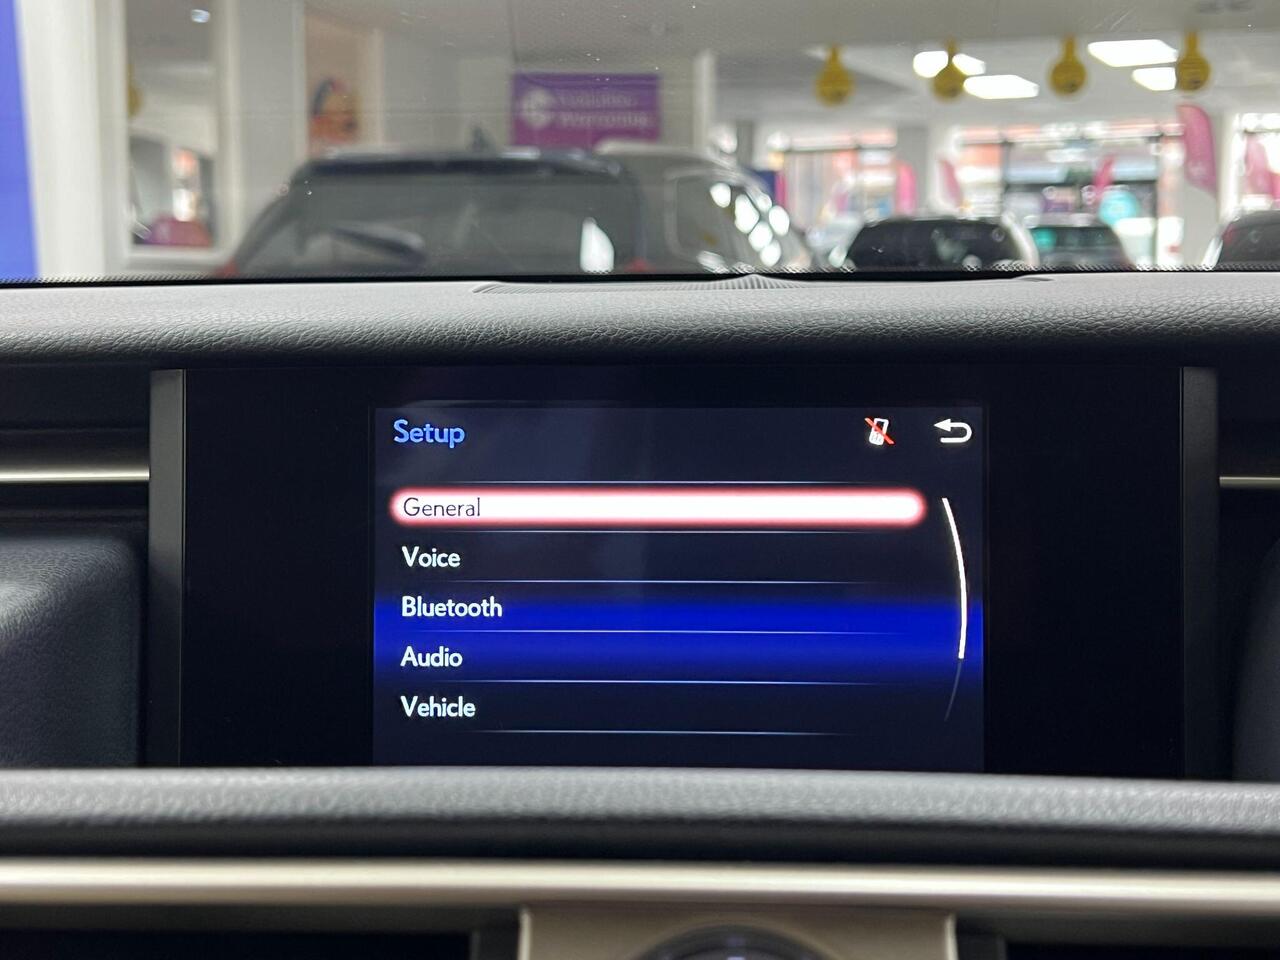 Setup
General
Voice
Bluetooth
Audio
Vehicle